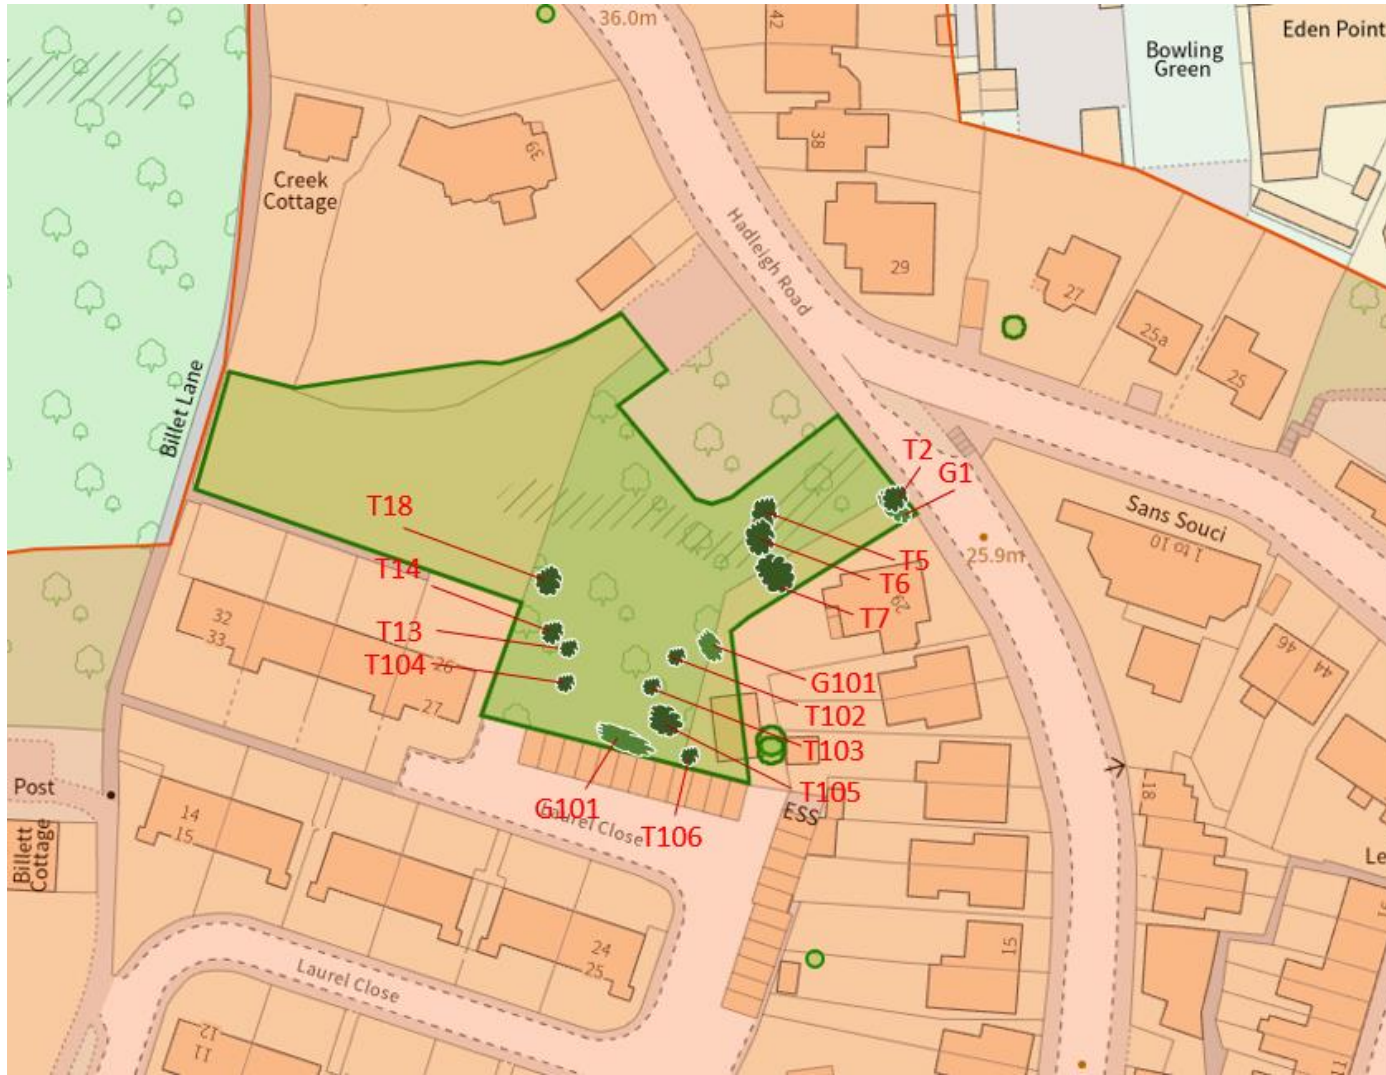 36.0m
42
Eden Point
Bowling
Green
38
39
Creek
Cottage
Hadleigh Road
29
27
25a
25
Billet Lane
T2
G1
T18
Sans Souci
1 to 10
25.9m
T5
T14
T6
29
T7
32
33
T13
T104
26
46
44
27
G101
T102
T103
Post
T105
18
G101
Laurel Close
ESS
T106
14
15
Billett
Cottage
Le
24
25
15
Laurel Close
12
11